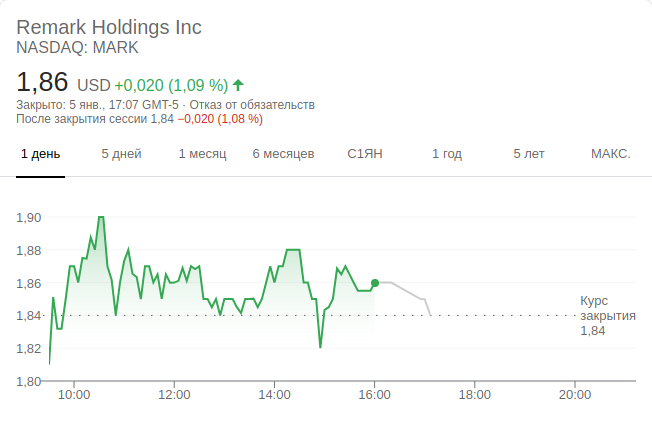 Remark Holdings Inc
NASDAQ: MARK
1,86 USD +0,020 (1,09 %)
Закрыто: 5 янв., 17:07 GMT-5 · Отказ от обязательств
После закрытия сессии 1,84 −0,020 (1,08 %)
1 день 5 дней 1 месяц 6 месяцев С1ЯН 1 год 5 лет МАКС.
1,90
1,88
1,86
1,84
1,82
1,80
Курс
закрытия
1,84
10:00 12:00 14:00 16:00 18:00 20:00